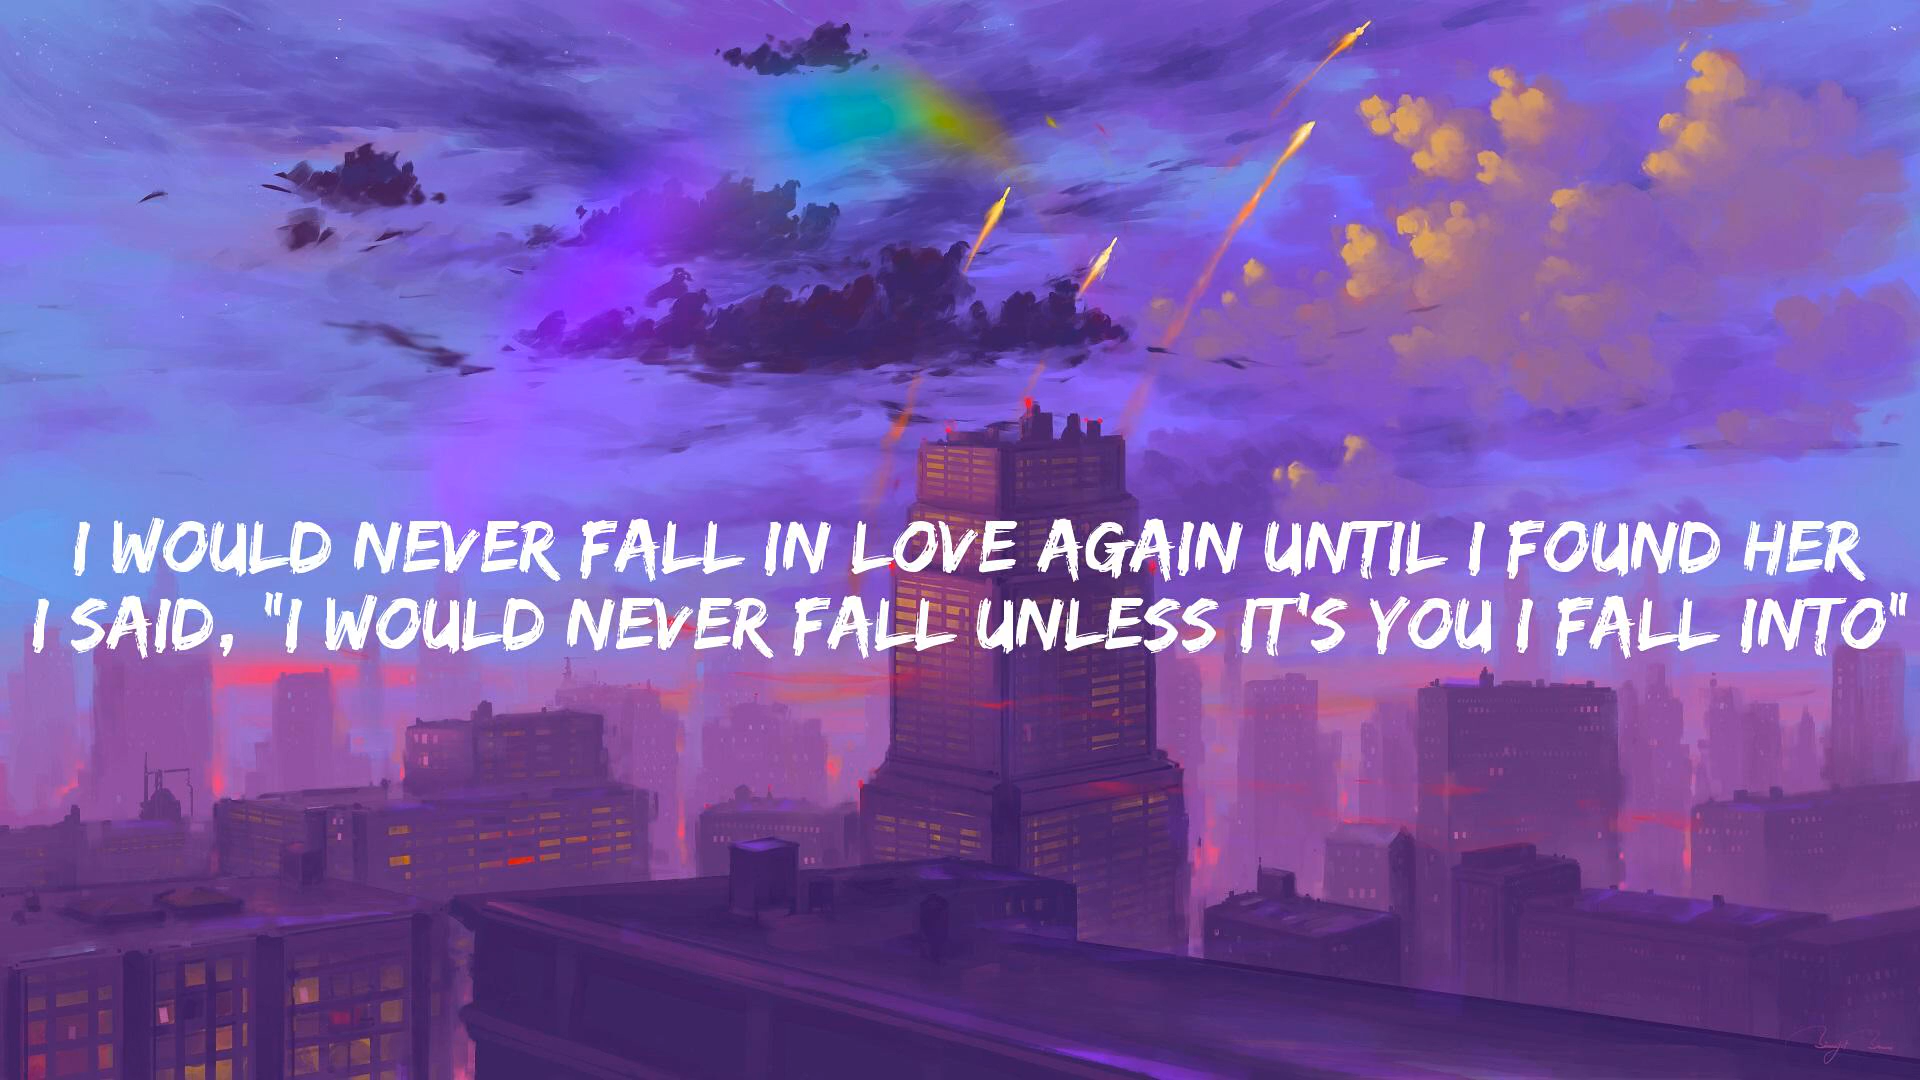 I WOULD NEVER FALL IN LOVE AGAIN UNTIL I FOUND HER
I SAID, "I WOULD NEVER FALL UNLESS IT'S YOU I FALL INTO"